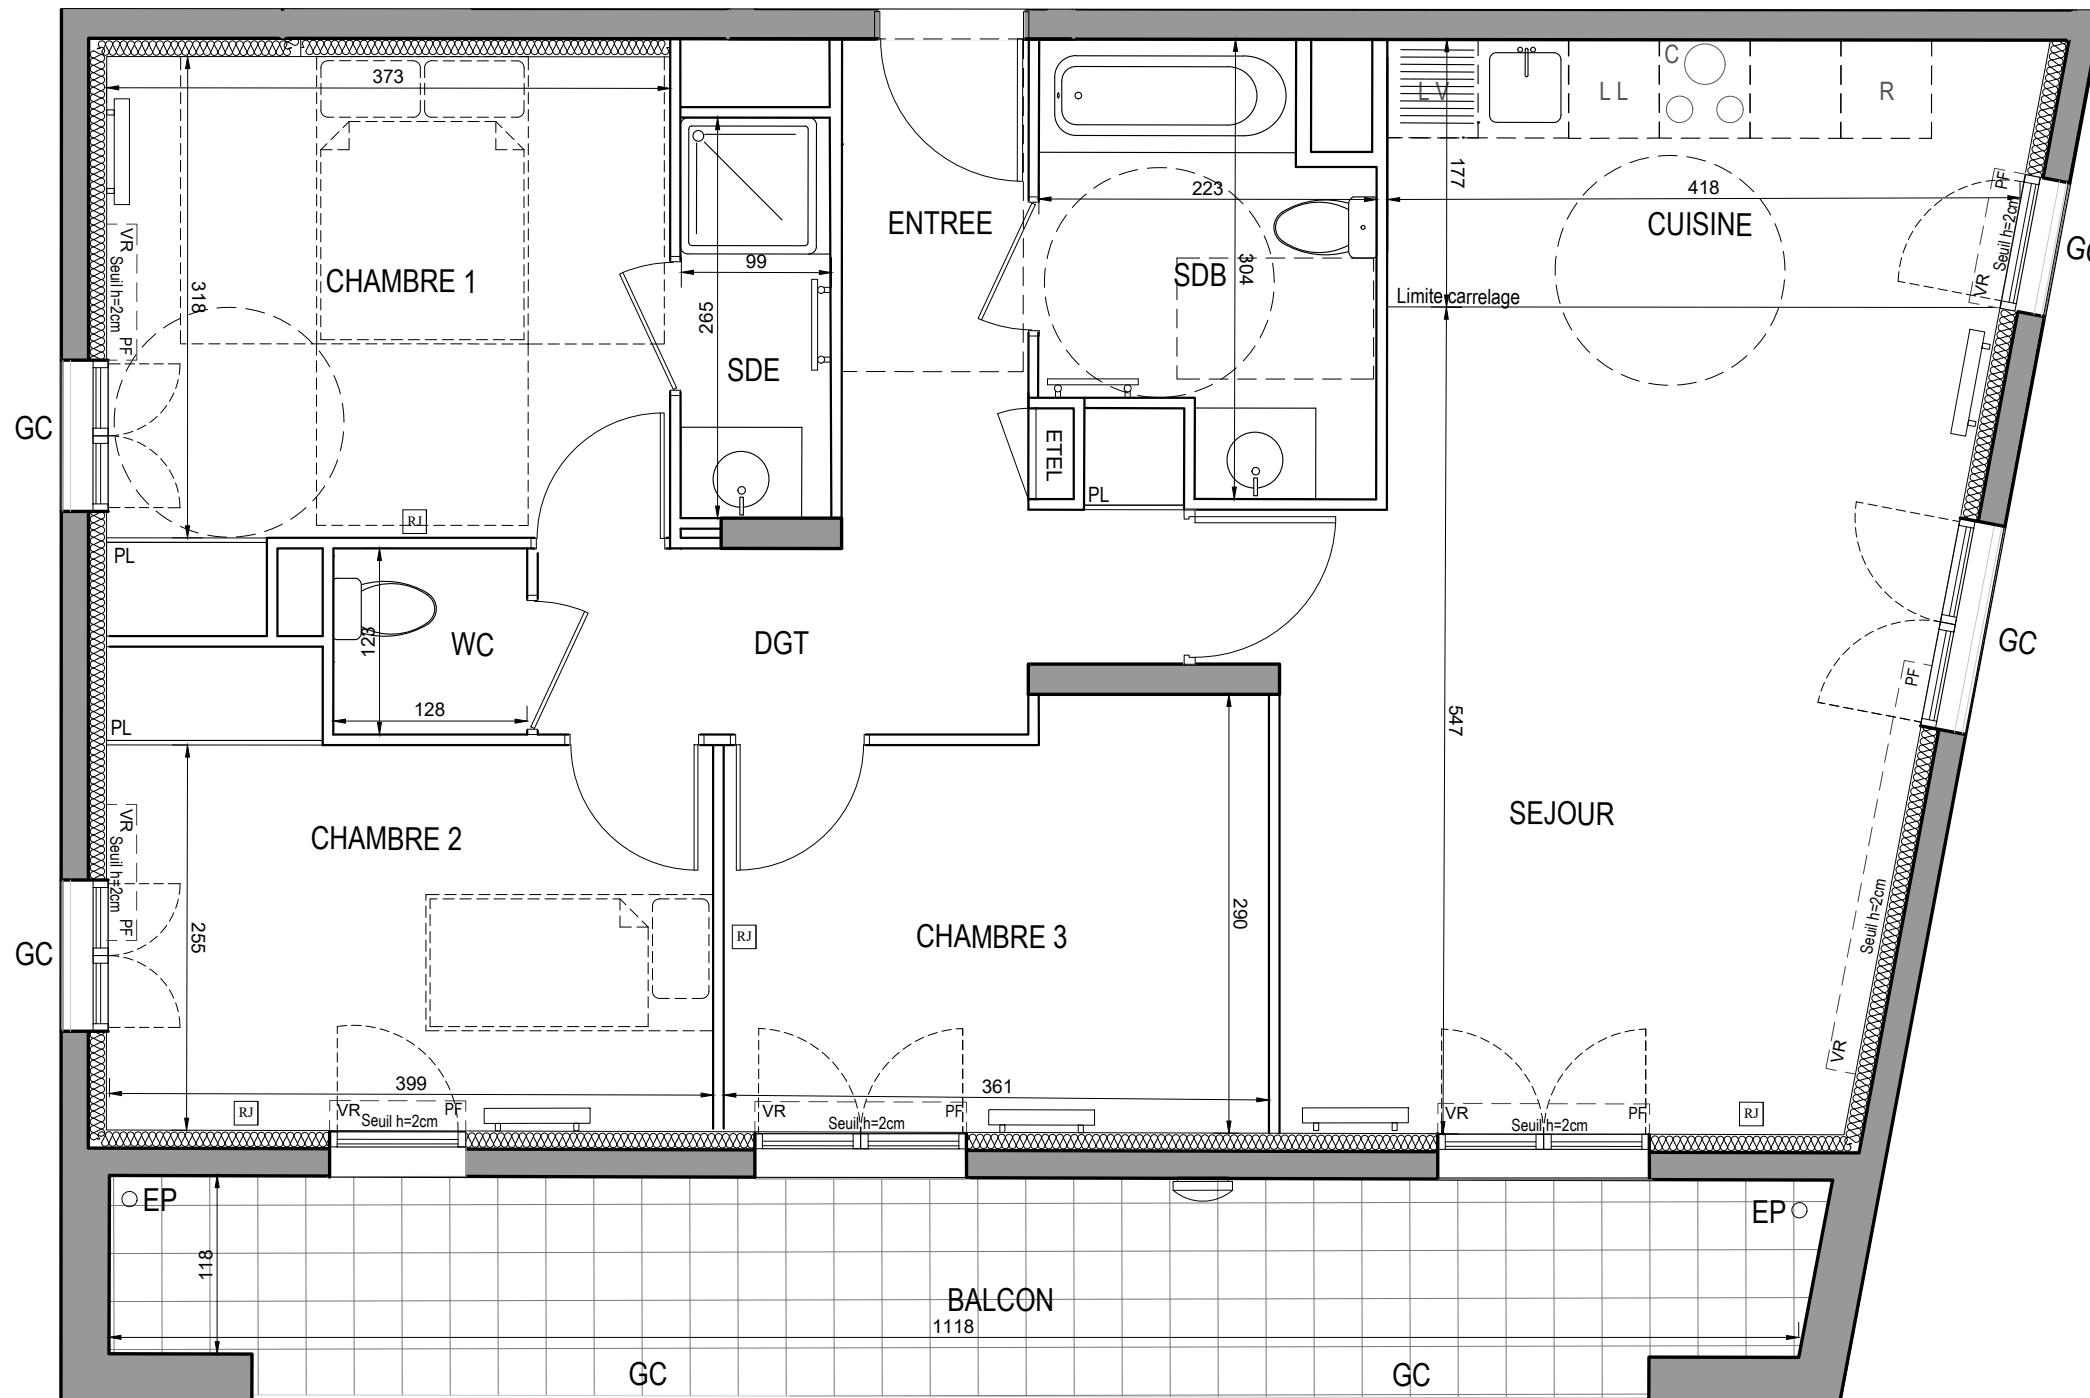 373
C
LV
LL
R
177
223
418
PF
Seuil h=2cm
VR
GC
ENTREE
CUISINE
CHAMBRE 1
99
SDB
304
Limite carrelage
VR
Seuil h=2cm
PF
318
265
SDE
GC
ETEL
PL
RJ
PL
123
WC
DGT
GC
PF
128
PL
547
SEJOUR
VR
Seuil h=2cm
PF
CHAMBRE 2
255
GC
RJ
CHAMBRE 3
290
Seuil h=2cm
VR
399
361
RJ
VR
PF
Seuil h=2cm
VR
PF
Seuil h=2cm
VR
PF
Seuil h=2cm
RJ
EP
EP
118
BALCON
1118
GC
GC